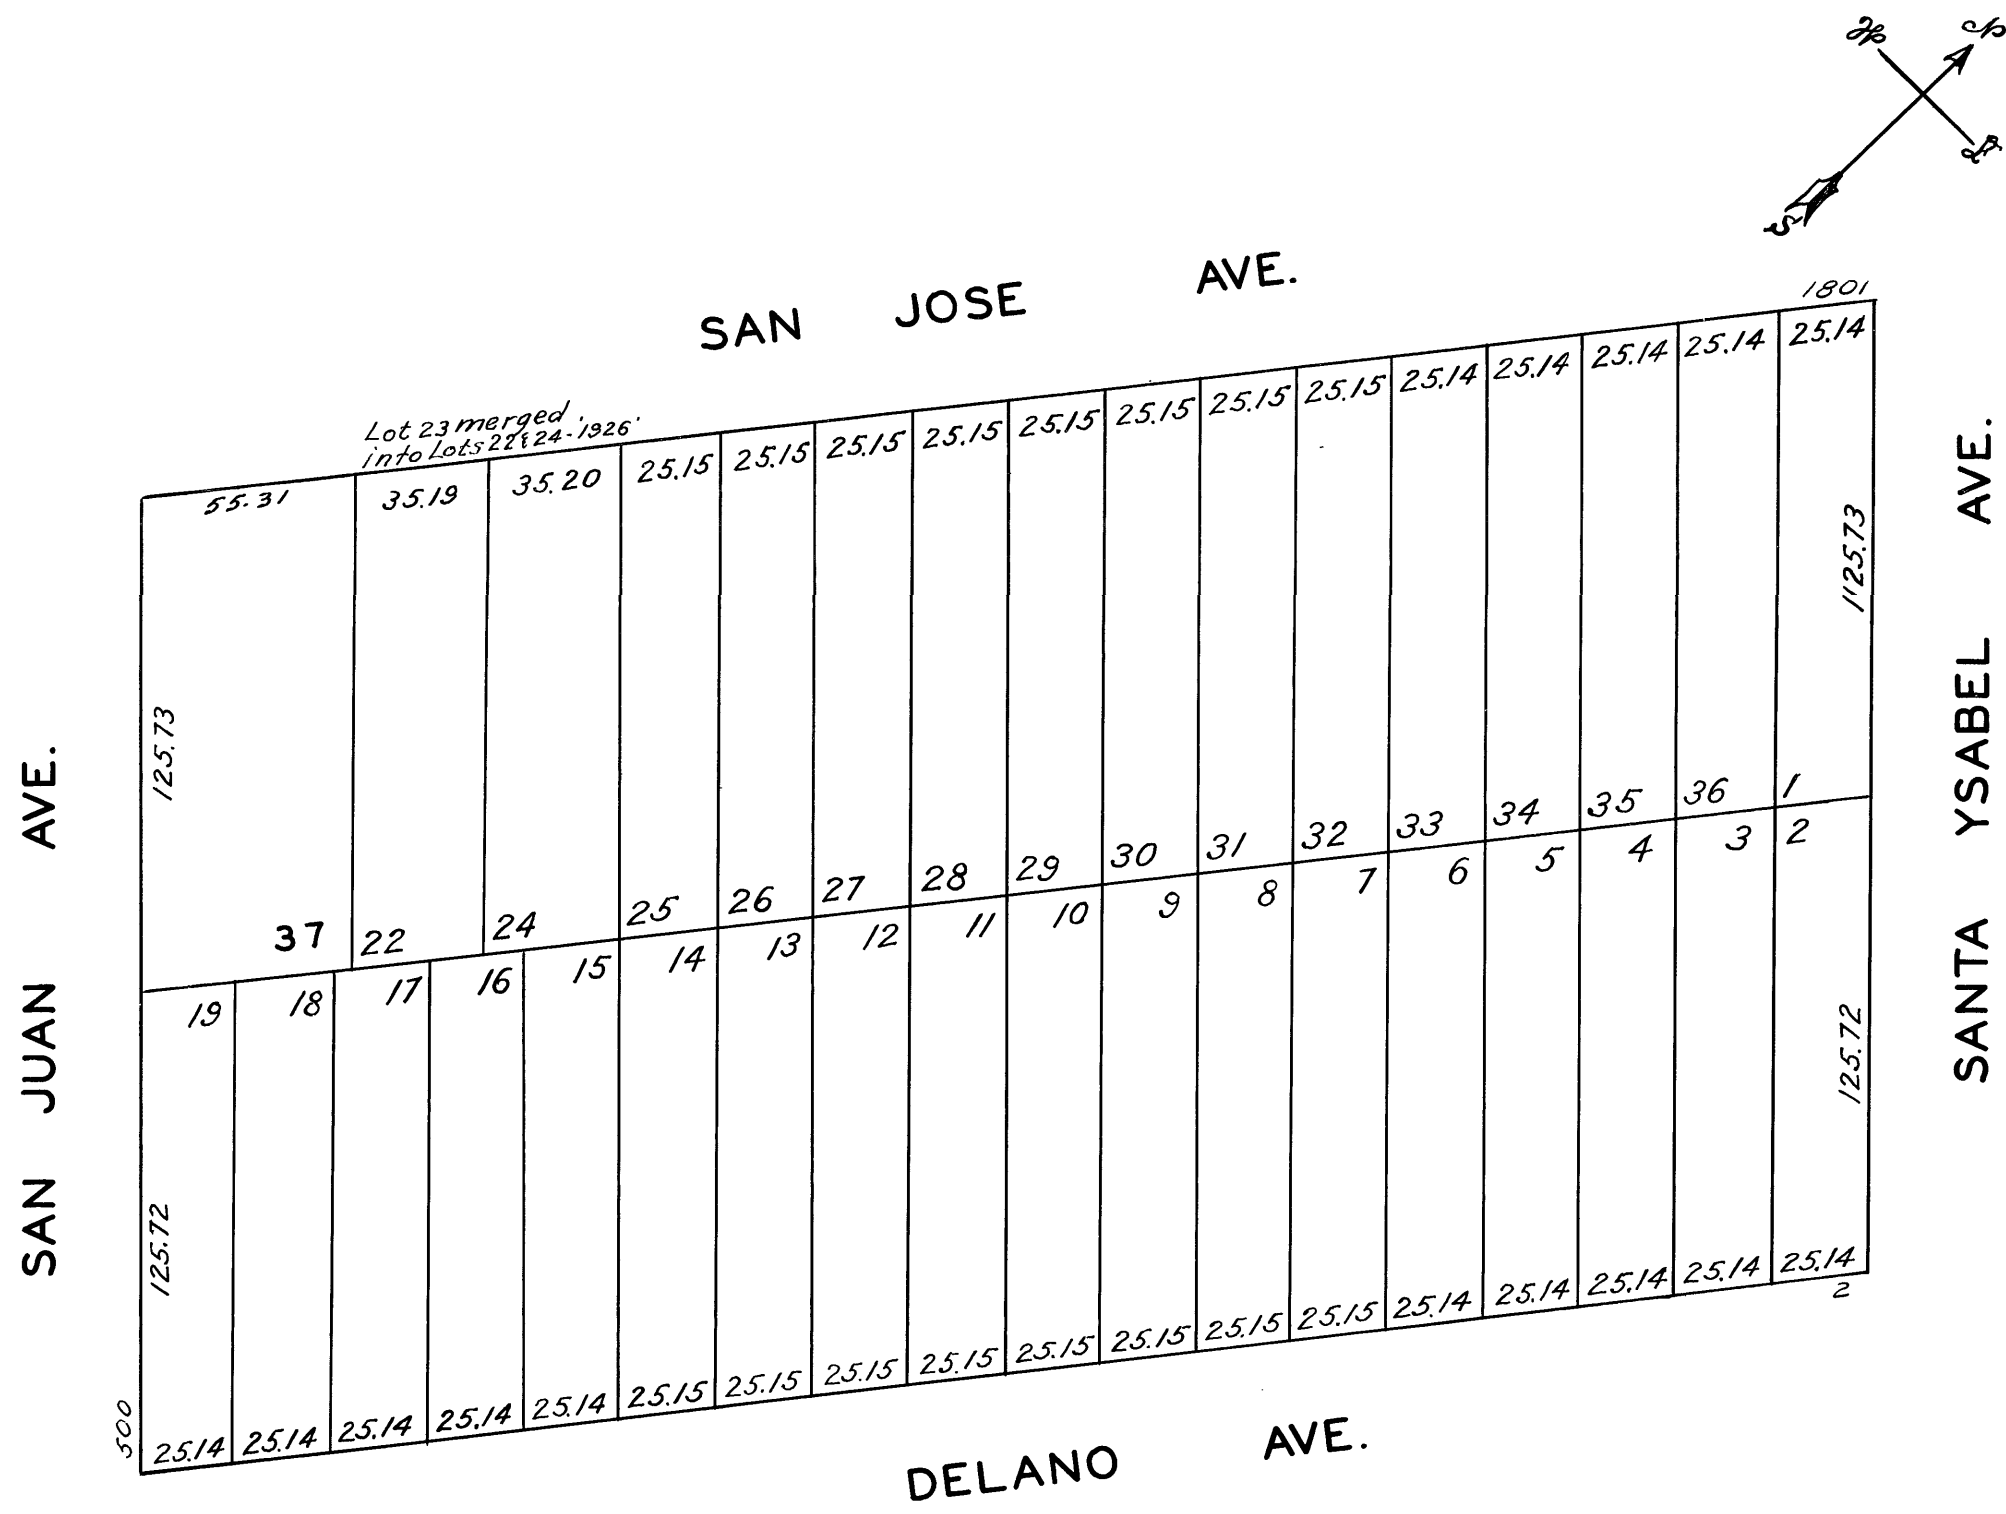 N
W
E
S
SAN JOSE AVE.
1801
Lot 23 merged
into Lots 22 & 24 - 1926
55.31 35.19 35.20 25.15 25.15 25.15 25.15 25.15 25.15 25.15 25.15 25.14 25.14 25.14 25.14 25.14
125.73
125.73
SAN JUAN AVE.
SANTA YSABEL AVE.
37 22 24 25 26 27 28 29 30 31 32 33 34 35 36 1
19 18 17 16 15 14 13 12 11 10 9 8 7 6 5 4 3 2
125.72
125.72
500
25.14 25.14 25.14 25.14 25.14 25.15 25.15 25.15 25.15 25.15 25.15 25.15 25.15 25.14 25.14 25.14 25.14 25.14
2
DELANO AVE.